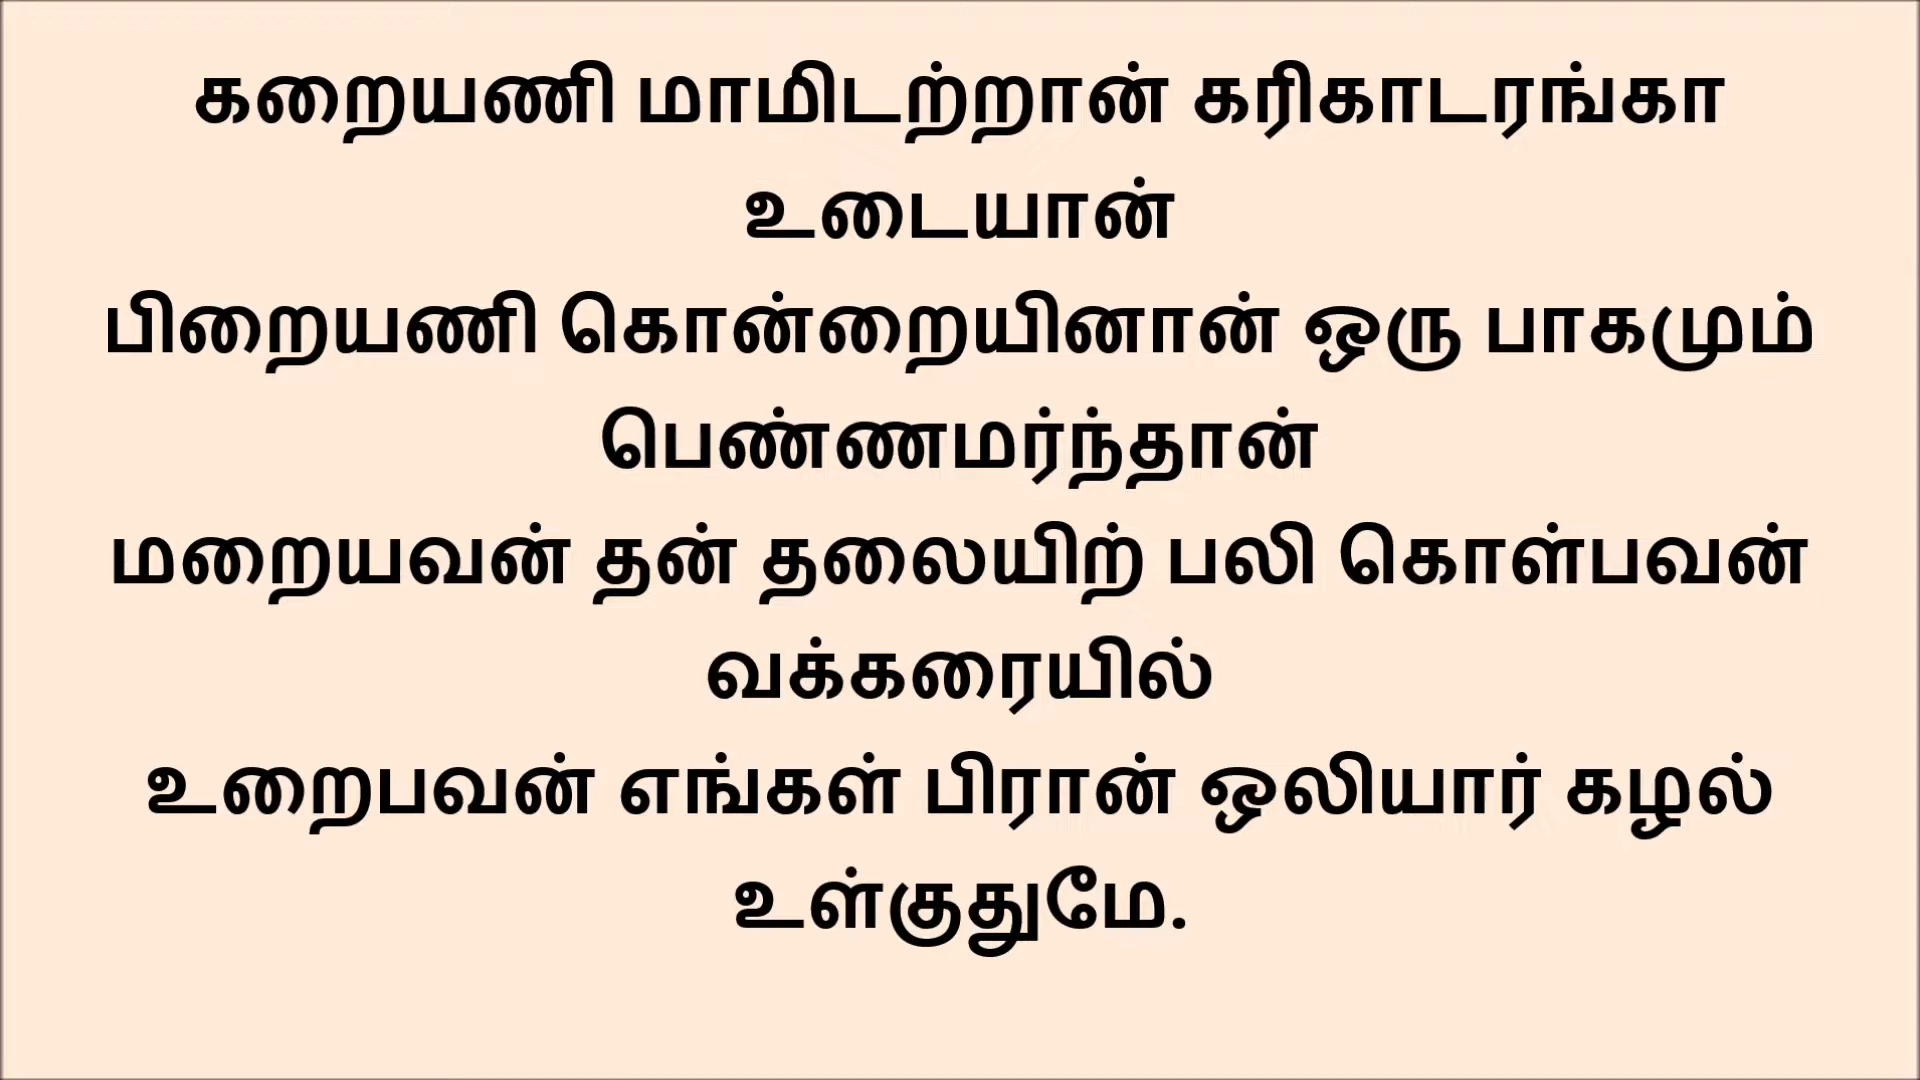 கறையணி மாமிடற்றான் கரிகாடரங்கா
உடையான்
பிறையணி கொன்றையினான் ஒரு பாகமும்
பெண்ணமர்ந்தான்
மறையவன் தன் தலையிற் பலி கொள்பவன்
வக்கரையில்
உறைபவன் எங்கள் பிரான் ஒலியார் கழல்
உள்குதுமே.